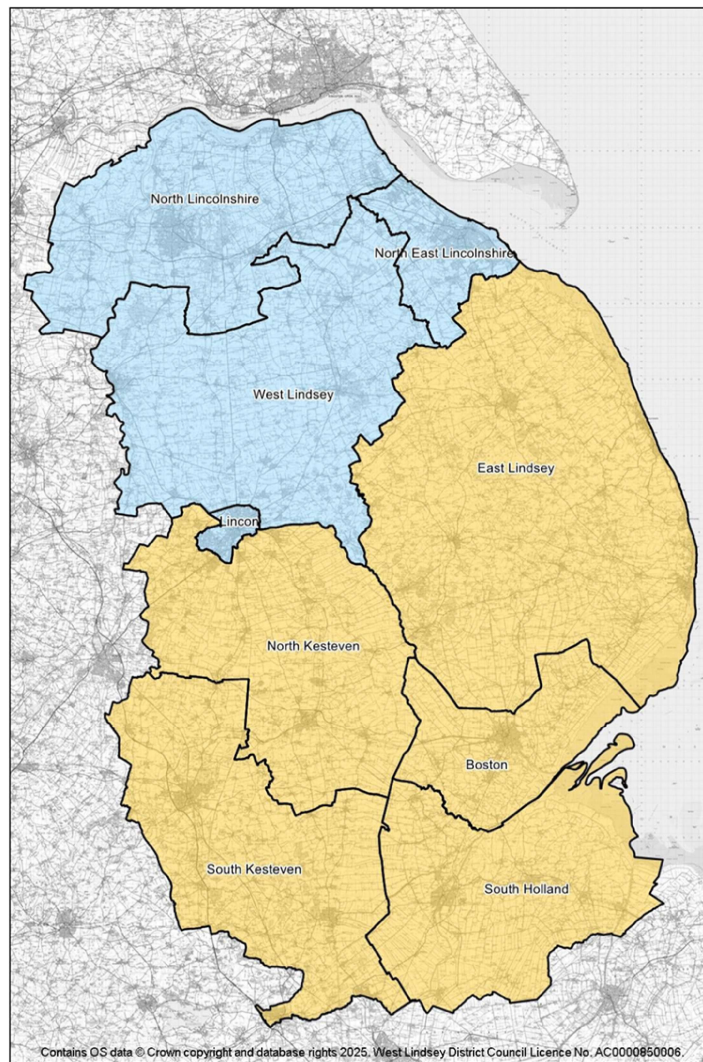 North Lincolnshire
North East Lincolnshire
West Lindsey
East Lindsey
Lincon
North Kesteven
Boston
South Kesteven
South Holland
Contains OS data © Crown copyright and database rights 2025. West Lindsey District Council Licence No. AC0000850006.